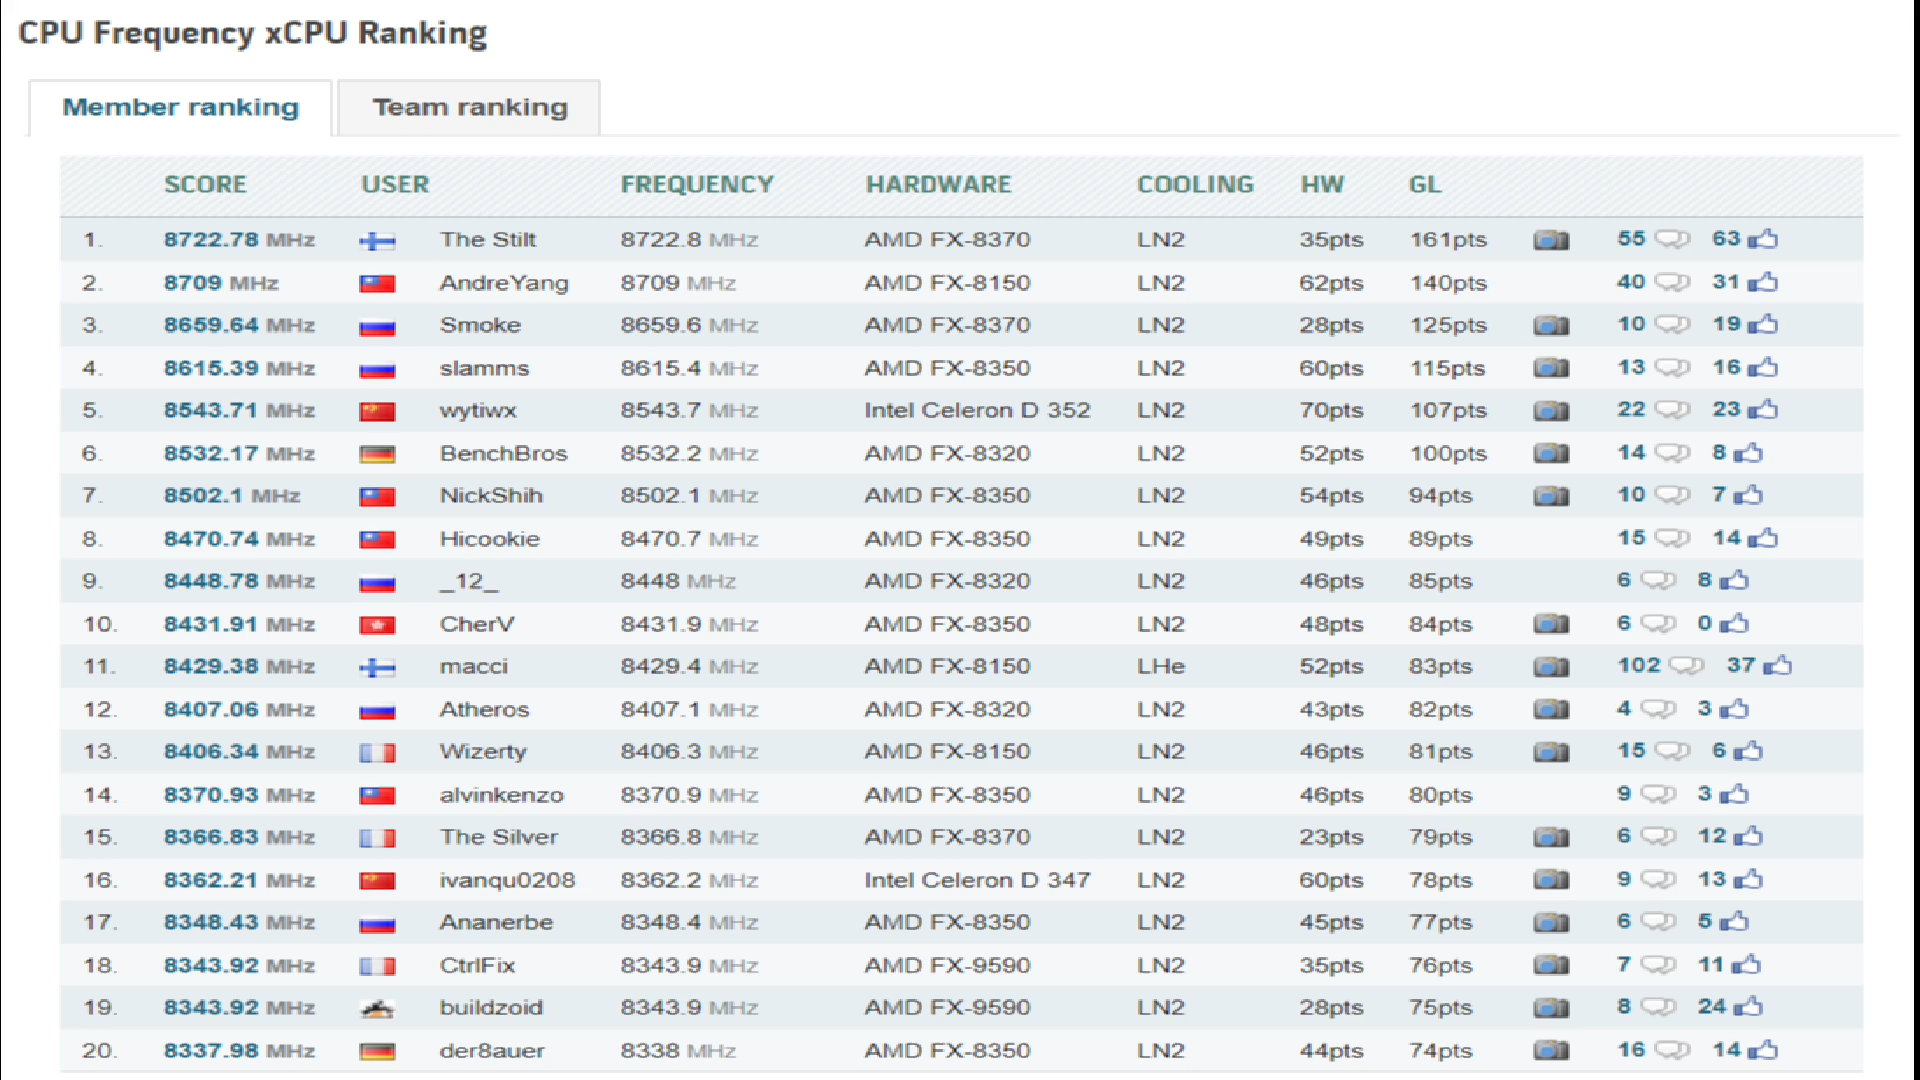 CPU Frequency xCPU Ranking
Member ranking Team ranking
SCORE USER FREQUENCY HARDWARE COOLING HW GL
1. 8722.78 MHz The Stilt 8722.8 MHz AMD FX-8370 LN2 35pts 161pts 55 63
2. 8709 MHz AndreYang 8709 MHz AMD FX-8150 LN2 62pts 140pts 40 31
3. 8659.64 MHz Smoke 8659.6 MHz AMD FX-8370 LN2 28pts 125pts 10 19
4. 8615.39 MHz slamms 8615.4 MHz AMD FX-8350 LN2 60pts 115pts 13 16
5. 8543.71 MHz wytiwx 8543.7 MHz Intel Celeron D 352 LN2 70pts 107pts 22 23
6. 8532.17 MHz BenchBros 8532.2 MHz AMD FX-8320 LN2 52pts 100pts 14 8
7. 8502.1 MHz NickShih 8502.1 MHz AMD FX-8350 LN2 54pts 94pts 10 7
8. 8470.74 MHz Hicookie 8470.7 MHz AMD FX-8350 LN2 49pts 89pts 15 14
9. 8448.78 MHz _12_ 8448 MHz AMD FX-8320 LN2 46pts 85pts 6 8
10. 8431.91 MHz CherV 8431.9 MHz AMD FX-8350 LN2 48pts 84pts 6 0
11. 8429.38 MHz macci 8429.4 MHz AMD FX-8150 LHe 52pts 83pts 102 37
12. 8407.06 MHz Atheros 8407.1 MHz AMD FX-8320 LN2 43pts 82pts 4 3
13. 8406.34 MHz Wizerty 8406.3 MHz AMD FX-8150 LN2 46pts 81pts 15 6
14. 8370.93 MHz alvinkenzo 8370.9 MHz AMD FX-8350 LN2 46pts 80pts 9 3
15. 8366.83 MHz The Silver 8366.8 MHz AMD FX-8370 LN2 23pts 79pts 6 12
16. 8362.21 MHz ivanqu0208 8362.2 MHz Intel Celeron D 347 LN2 60pts 78pts 9 13
17. 8348.43 MHz Ananerbe 8348.4 MHz AMD FX-8350 LN2 45pts 77pts 6 5
18. 8343.92 MHz CtrlFix 8343.9 MHz AMD FX-9590 LN2 35pts 76pts 7 11
19. 8343.92 MHz buildzoid 8343.9 MHz AMD FX-9590 LN2 28pts 75pts 8 24
20. 8337.98 MHz der8auer 8338 MHz AMD FX-8350 LN2 44pts 74pts 16 14